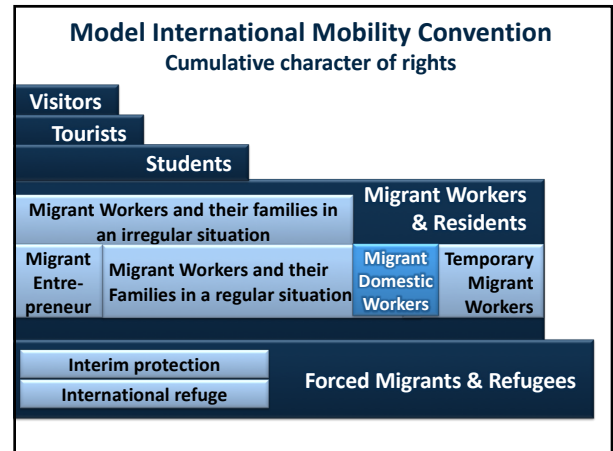 Model International Mobility Convention
Cumulative character of rights
Visitors
Tourists
Students
Migrant Workers
& Residents
Migrant Workers and their families in
an irregular situation
Migrant
Entre-
preneur
Migrant Workers and their
Families in a regular situation
Migrant
Domestic
Workers
Temporary
Migrant
Workers
Interim protection
International refuge
Forced Migrants & Refugees